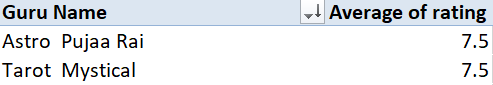 Guru Name Average of rating
Astro  Pujaa Rai 7.5
Tarot  Mystical 7.5